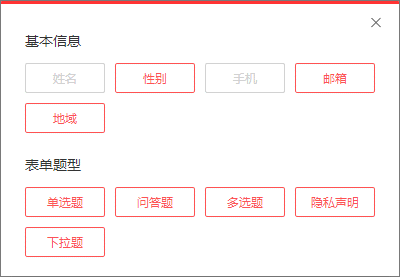 基本信息
姓名 性别 手机 邮箱
地域
表单题型
单选题 问答题 多选题 隐私声明
下拉题